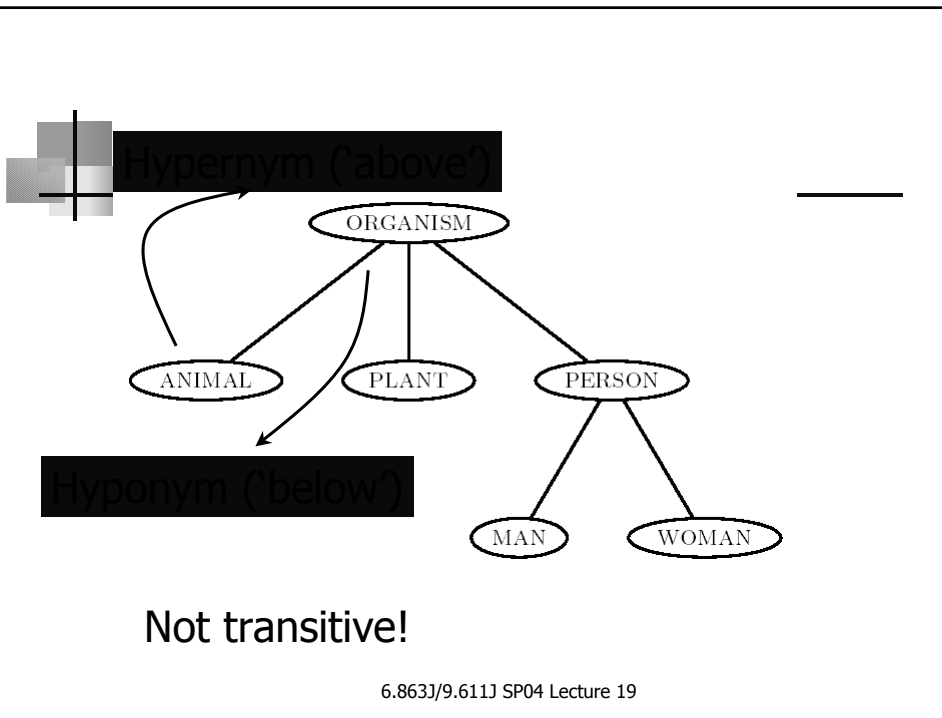 Hypernym (‘above’)
ORGANISM
ANIMAL PLANT PERSON
Hyponym (‘below’)
MAN WOMAN
Not transitive!
6.863J/9.611J SP04 Lecture 19